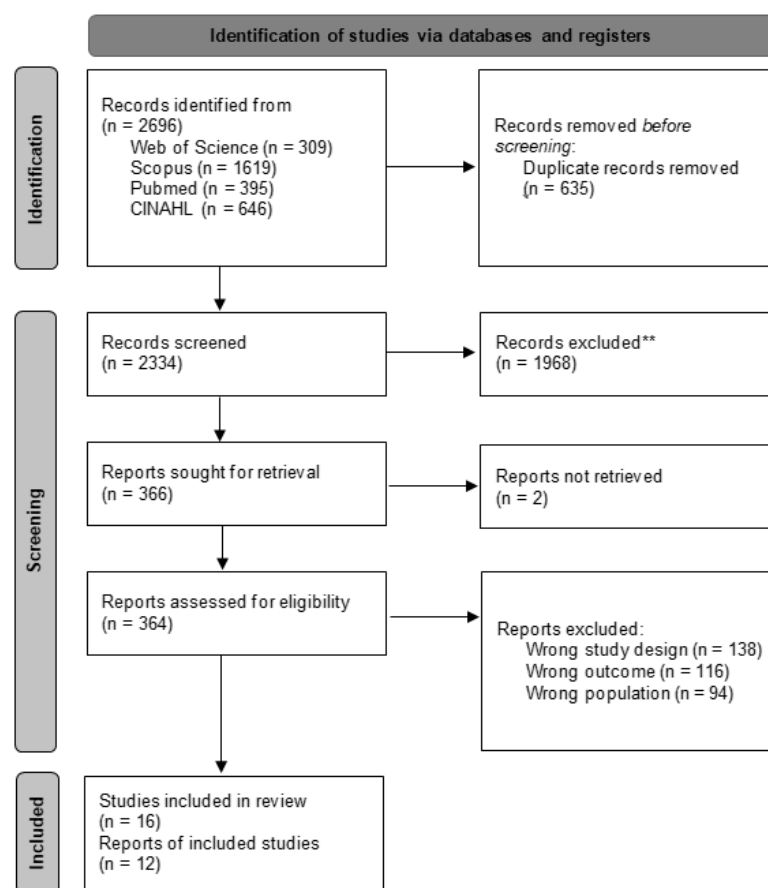 Identification of studies via databases and registers
Identification
Records identified from
(n = 2696)
Web of Science (n = 309)
Scopus (n = 1619)
Pubmed (n = 395)
CINAHL (n = 646)
Records removed before
screening:
Duplicate records removed
(n = 635)
Screening
Records screened
(n = 2334)
Records excluded**
(n = 1968)
Reports sought for retrieval
(n = 366)
Reports not retrieved
(n = 2)
Reports assessed for eligibility
(n = 364)
Reports excluded:
Wrong study design (n = 138)
Wrong outcome (n = 116)
Wrong population (n = 94)
Included
Studies included in review
(n = 16)
Reports of included studies
(n = 12)